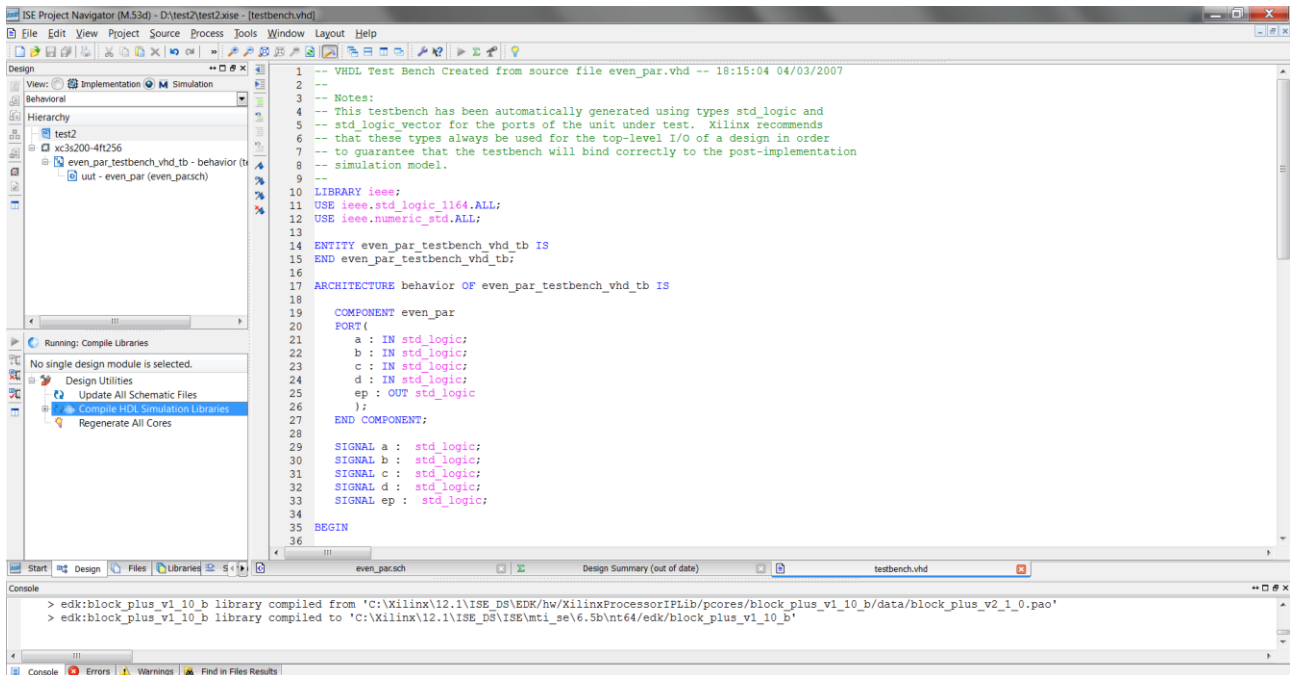 ISE Project Navigator (M.53d) - D:\test2\test2.xise - [testbench.vhd]
File Edit View Project Source Process Tools Window Layout Help
Design
View: Implementation Simulation
Behavioral
Hierarchy
test2
xc3s200-4ft256
even_par_testbench_vhd_tb - behavior (te
uut - even_par (even_par.sch)
Running: Compile Libraries
No single design module is selected.
Design Utilities
Update All Schematic Files
Compile HDL Simulation Libraries
Regenerate All Cores
Start Design Files Libraries
1 -- VHDL Test Bench Created from source file even_par.vhd -- 18:15:04 04/03/2007
2 --
3 -- Notes:
4 -- This testbench has been automatically generated using types std_logic and
5 -- std_logic_vector for the ports of the unit under test.  Xilinx recommends
6 -- that these types always be used for the top-level I/O of a design in order
7 -- to guarantee that the testbench will bind correctly to the post-implementation
8 -- simulation model.
9 --
10 LIBRARY ieee;
11 USE ieee.std_logic_1164.ALL;
12 USE ieee.numeric_std.ALL;
13
14 ENTITY even_par_testbench_vhd_tb IS
15 END even_par_testbench_vhd_tb;
16
17 ARCHITECTURE behavior OF even_par_testbench_vhd_tb IS
18
19 COMPONENT even_par
20 PORT(
21 a : IN std_logic;
22 b : IN std_logic;
23 c : IN std_logic;
24 d : IN std_logic;
25 ep : OUT std_logic
26 );
27 END COMPONENT;
28
29 SIGNAL a :  std_logic;
30 SIGNAL b :  std_logic;
31 SIGNAL c :  std_logic;
32 SIGNAL d :  std_logic;
33 SIGNAL ep :  std_logic;
34
35 BEGIN
36
even_par.sch Design Summary (out of date) testbench.vhd
Console
> edk:block_plus_v1_10_b library compiled from 'C:\Xilinx\12.1\ISE_DS\EDK/hw/XilinxProcessorIPLib/pcores/block_plus_v1_10_b/data/block_plus_v2_1_0.pao'
> edk:block_plus_v1_10_b library compiled to 'C:\Xilinx\12.1\ISE_DS\ISE\mti_se\6.5b\nt64/edk/block_plus_v1_10_b'
Console Errors Warnings Find in Files Results